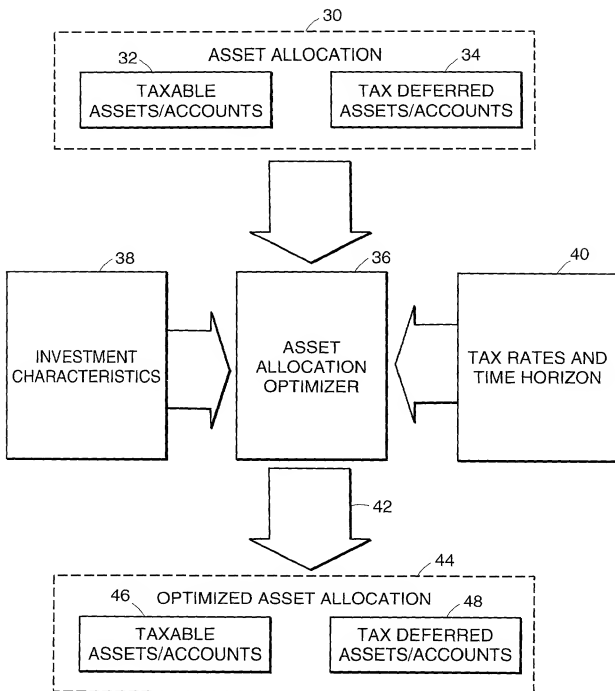 30
ASSET ALLOCATION
32
34
TAXABLE
ASSETS/ACCOUNTS
TAX DEFERRED
ASSETS/ACCOUNTS
38
36
40
INVESTMENT
CHARACTERISTICS
ASSET
ALLOCATION
OPTIMIZER
TAX RATES AND
TIME HORIZON
42
44
OPTIMIZED ASSET ALLOCATION
46
48
TAXABLE
ASSETS/ACCOUNTS
TAX DEFERRED
ASSETS/ACCOUNTS